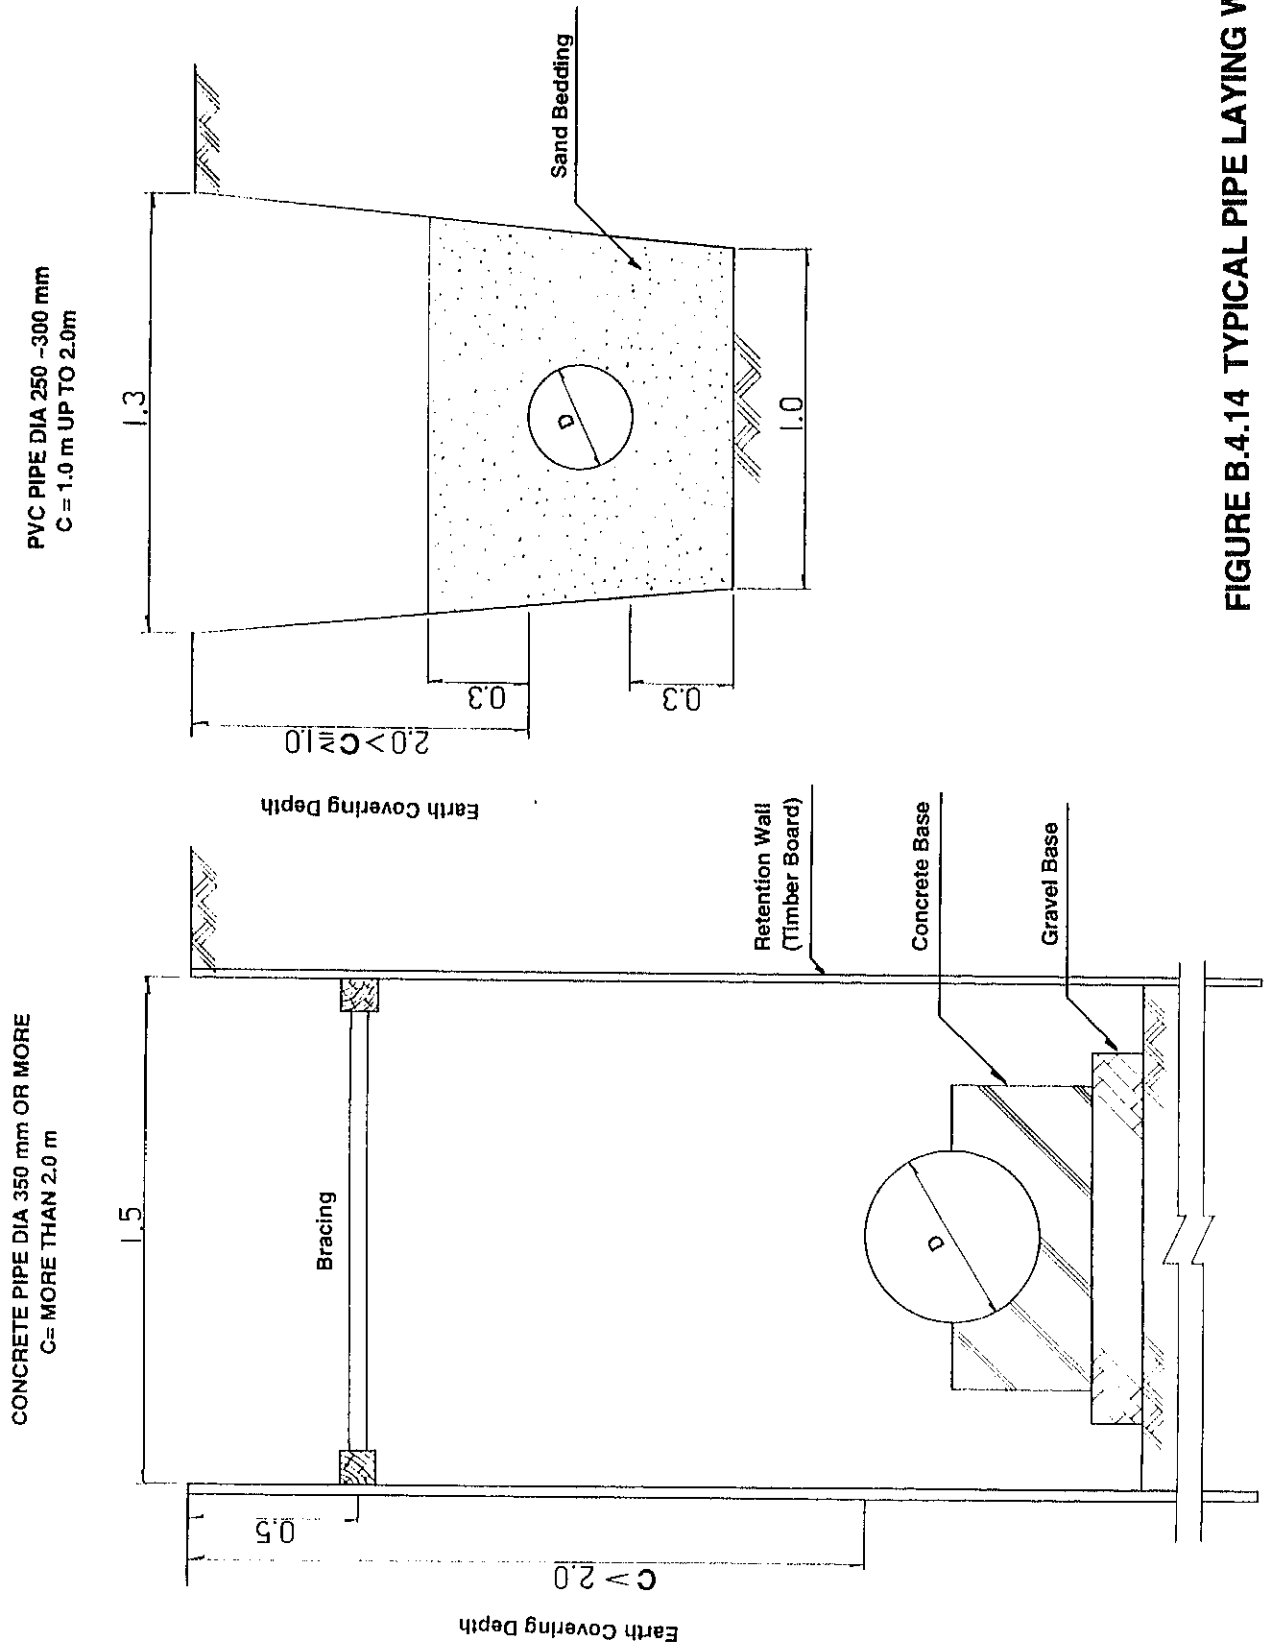 CONCRETE PIPE DIA 350 mm OR MORE
C= MORE THAN 2.0 m
1.5
Bracing
0.5
C > 2.0
Earth Covering Depth
D
Retention Wall
(Timber Board)
Concrete Base
Gravel Base
PVC PIPE DIA 250 -300 mm
C = 1.0 m UP TO 2.0m
1.3
2.0 > C ≧ 1.0
Earth Covering Depth
0.3
0.3
D
Sand Bedding
1.0
FIGURE B.4.14 TYPICAL PIPE LAYING